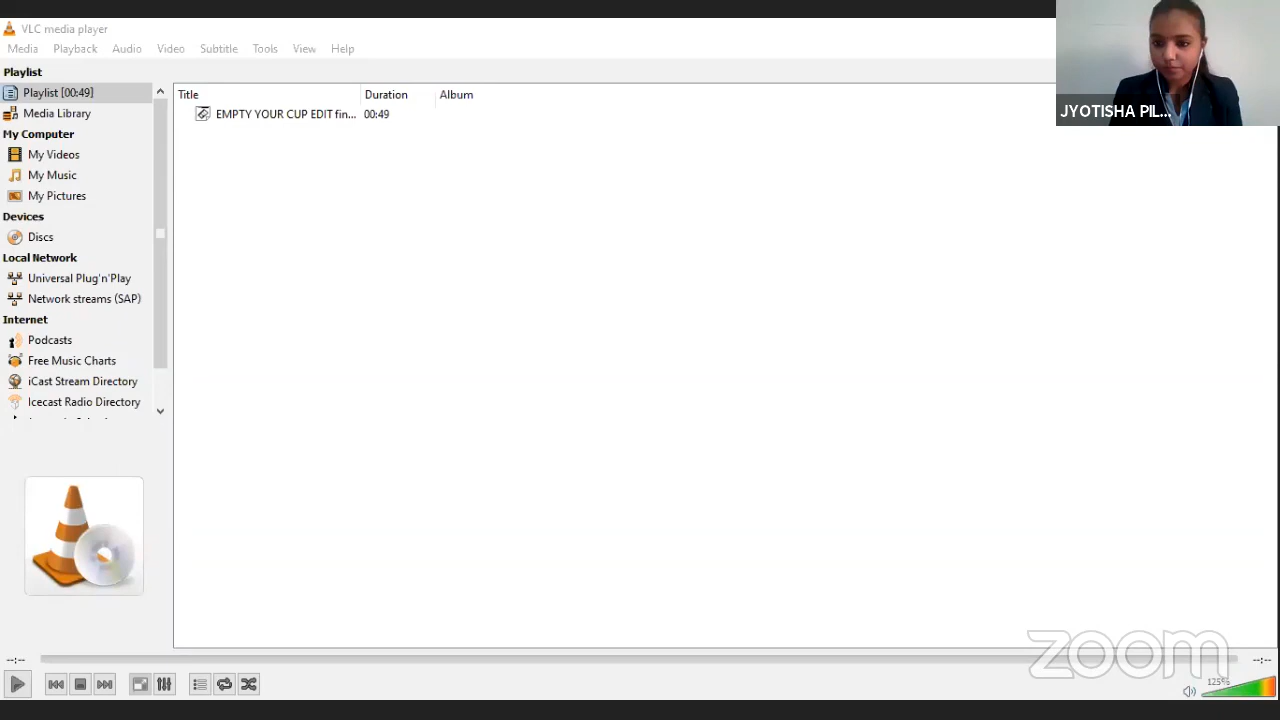 VLC media player
Media Playback Audio Video Subtitle Tools View Help
Playlist
Playlist [00:49]
Media Library
My Computer
My Videos
My Music
My Pictures
Devices
Discs
Local Network
Universal Plug'n'Play
Network streams (SAP)
Internet
Podcasts
Free Music Charts
iCast Stream Directory
Icecast Radio Directory
Title Duration Album
EMPTY YOUR CUP EDIT fin... 00:49
JYOTISHA PIL...
zoom
--:-- --:--
125%